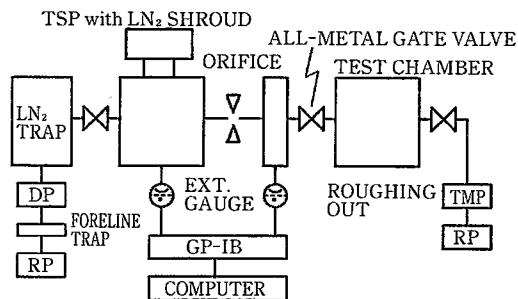 TSP with LN₂ SHROUD
ORIFICE
ALL-METAL GATE VALVE
TEST CHAMBER
LN₂
TRAP
DP
FORELINE
TRAP
RP
EXT.
GAUGE
GP-IB
COMPUTER
ROUGHING
OUT
TMP
RP